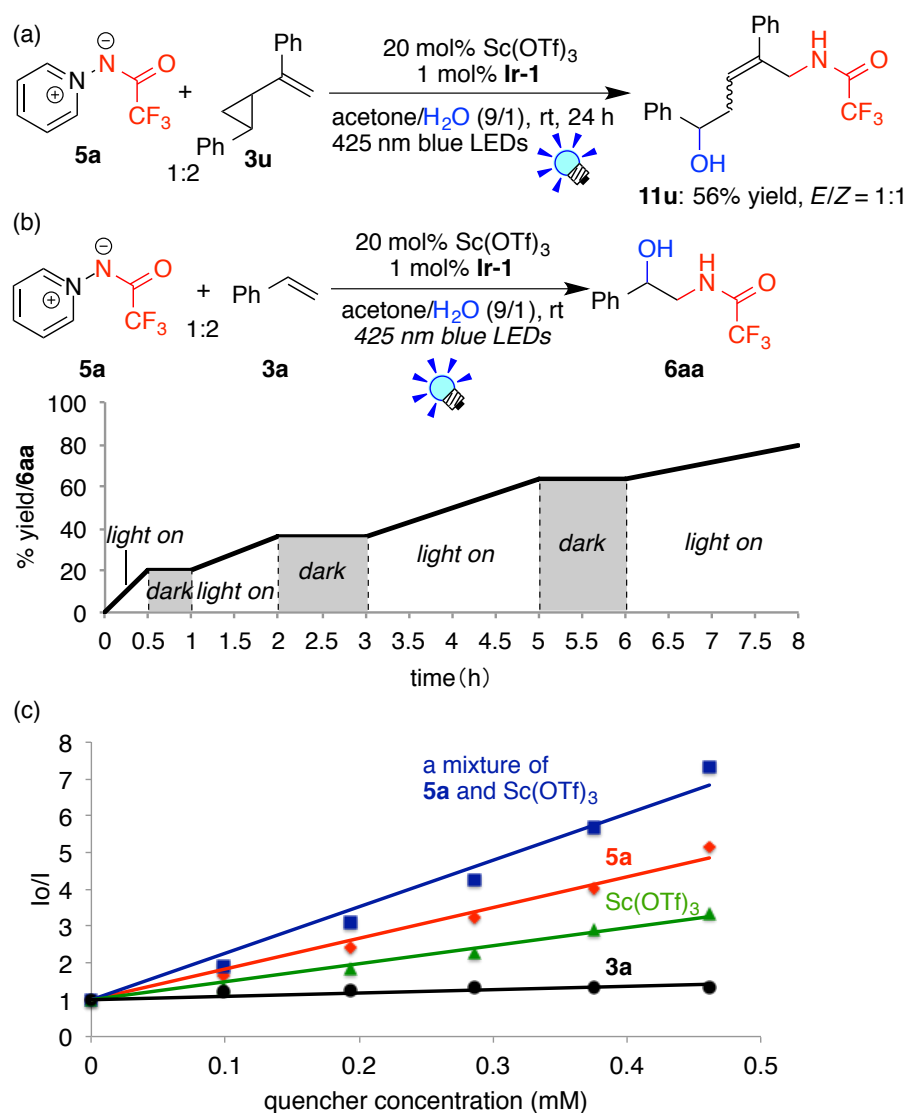 (a)
⊖
N
N
+
O
CF3
5a
+
1:2
Ph
Ph
3u
20 mol% Sc(OTf)3
1 mol% Ir-1
acetone/H2O (9/1), rt, 24 h
425 nm blue LEDs
Ph
H
N
O
CF3
Ph
OH
11u: 56% yield, E/Z = 1:1
(b)
⊖
N
N
+
O
CF3
5a
+
1:2
Ph
3a
20 mol% Sc(OTf)3
1 mol% Ir-1
acetone/H2O (9/1), rt
425 nm blue LEDs
OH
Ph
H
N
O
CF3
6aa
% yield/6aa
100
80
60
40
20
0
light on
dark
light on
dark
light on
dark
light on
0 0.5 1 1.5 2 2.5 3 3.5 4 4.5 5 5.5 6 6.5 7 7.5 8
time(h)
(c)
Io/I
8
7
6
5
4
3
2
1
0
a mixture of
5a and Sc(OTf)3
5a
Sc(OTf)3
3a
0 0.1 0.2 0.3 0.4 0.5
quencher concentration (mM)